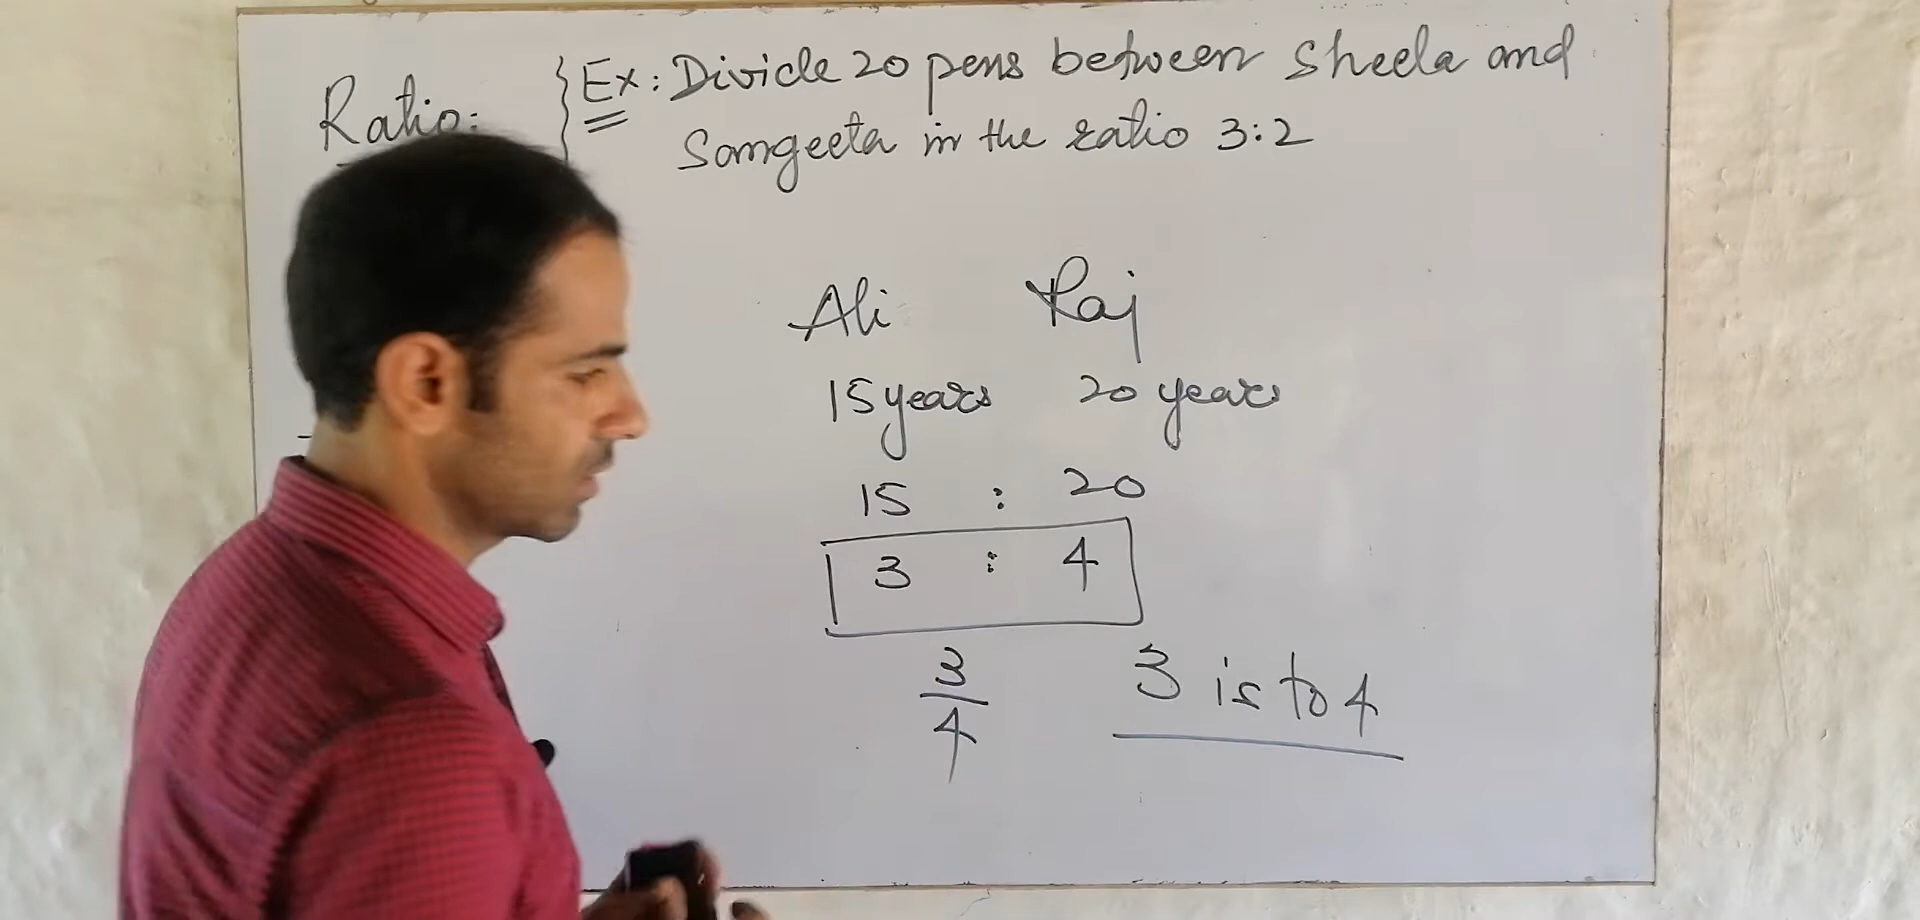 Ratio:
Ex: Divide 20 pens between Sheela and
Sangeeta in the ratio 3:2
Ali Raj
15 years 20 years
15 : 20
3 : 4
3/4
3 is to 4